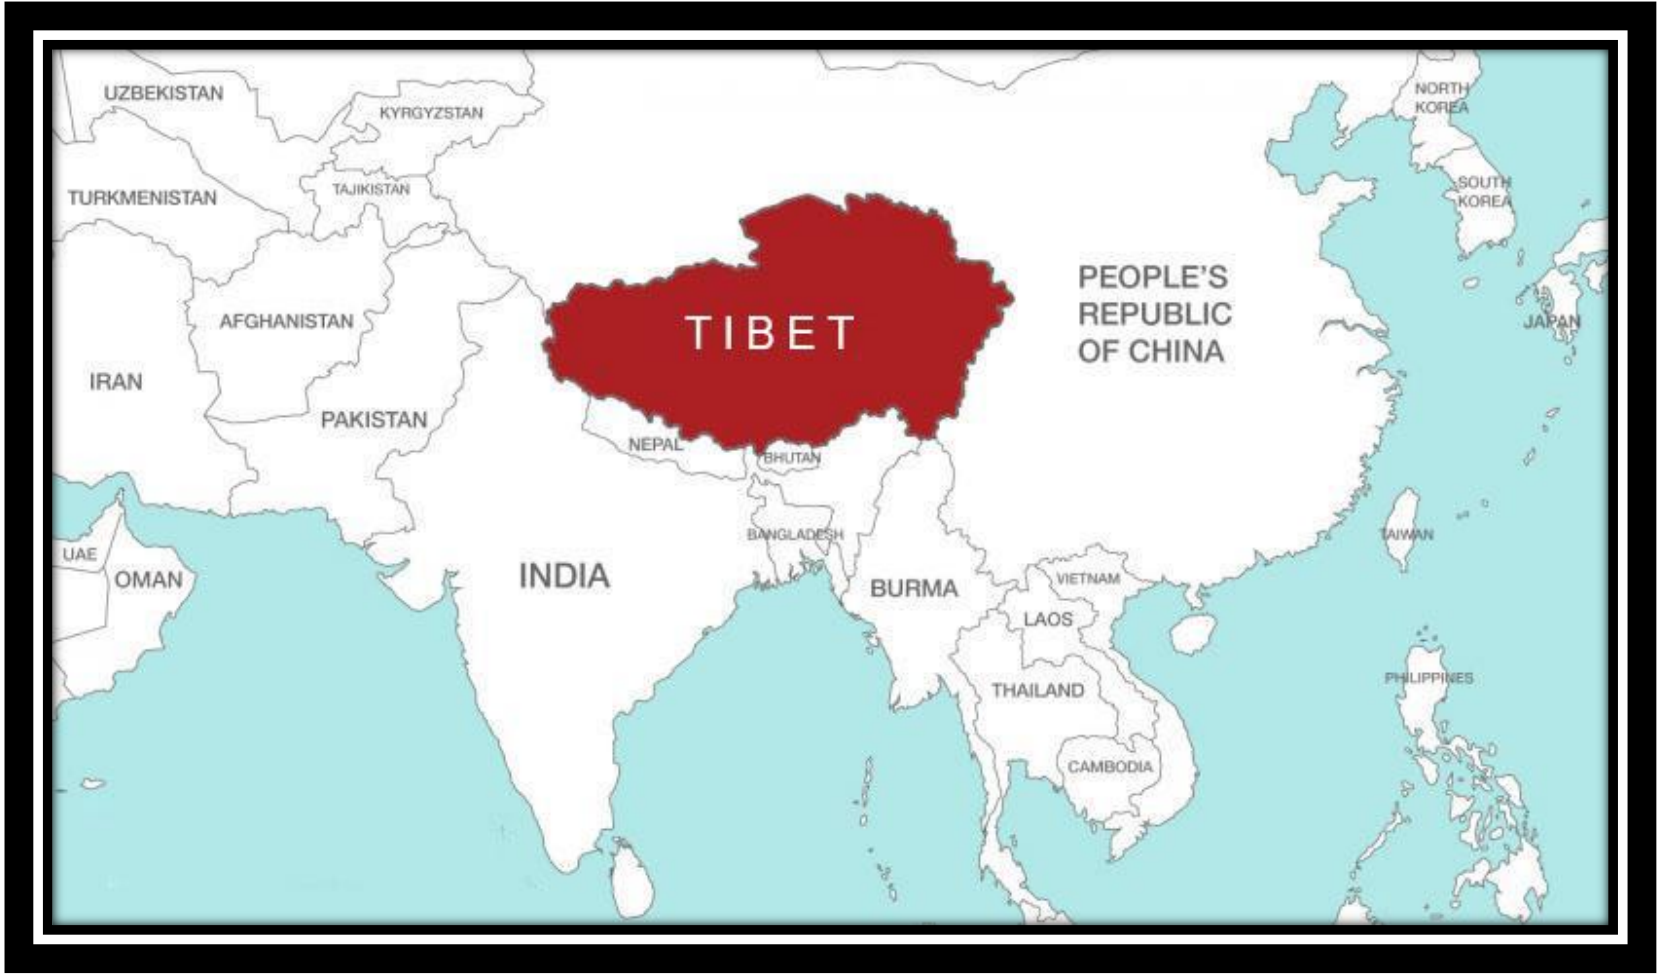 UZBEKISTAN
KYRGYZSTAN
NORTH
KOREA
TURKMENISTAN
TAJIKISTAN
SOUTH
KOREA
PEOPLE'S
REPUBLIC
OF CHINA
AFGHANISTAN
TIBET
JAPAN
IRAN
PAKISTAN
NEPAL
BHUTAN
BANGLADESH
TAIWAN
UAE
OMAN
INDIA
BURMA
VIETNAM
LAOS
THAILAND
PHILIPPINES
CAMBODIA